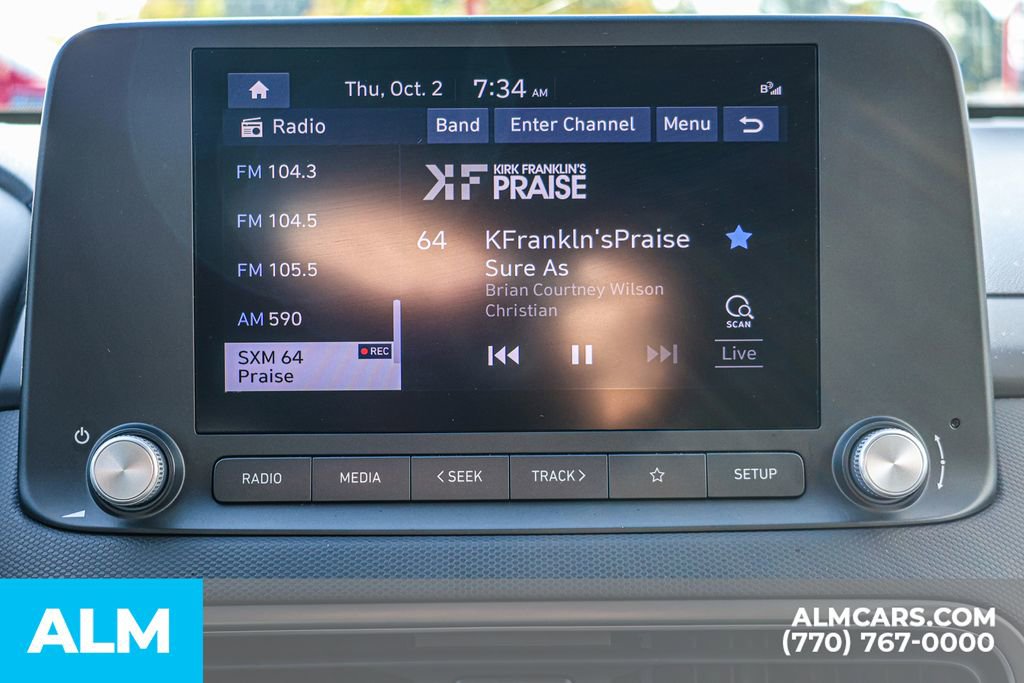 Thu, Oct. 2 7:34 AM
Radio Band Enter Channel Menu
FM 104.3
FM 104.5
FM 105.5
AM 590
SXM 64 REC
Praise
KF KIRK FRANKLIN'S
PRAISE
64 KFrankln'sPraise
Sure As
Brian Courtney Wilson
Christian
SCAN
Live
RADIO MEDIA < SEEK TRACK > SETUP
ALM
ALMCARS.COM
(770) 767-0000